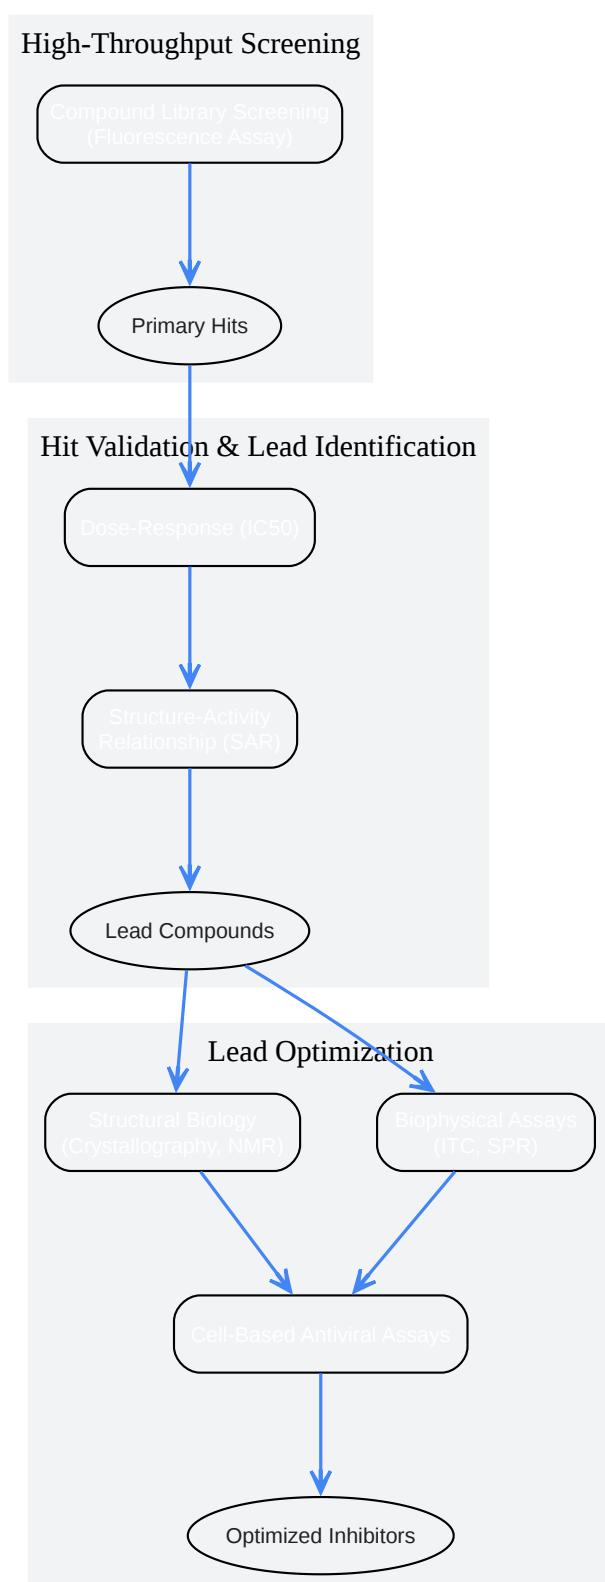 High-Throughput Screening
Compound Library Screening
(Fluorescence Assay)
Primary Hits
Hit Validation & Lead Identification
Dose-Response (IC50)
Structure-Activity
Relationship (SAR)
Lead Compounds
Lead Optimization
Structural Biology
(Crystallography, NMR)
Biophysical Assays
(ITC, SPR)
Cell-Based Antiviral Assays
Optimized Inhibitors